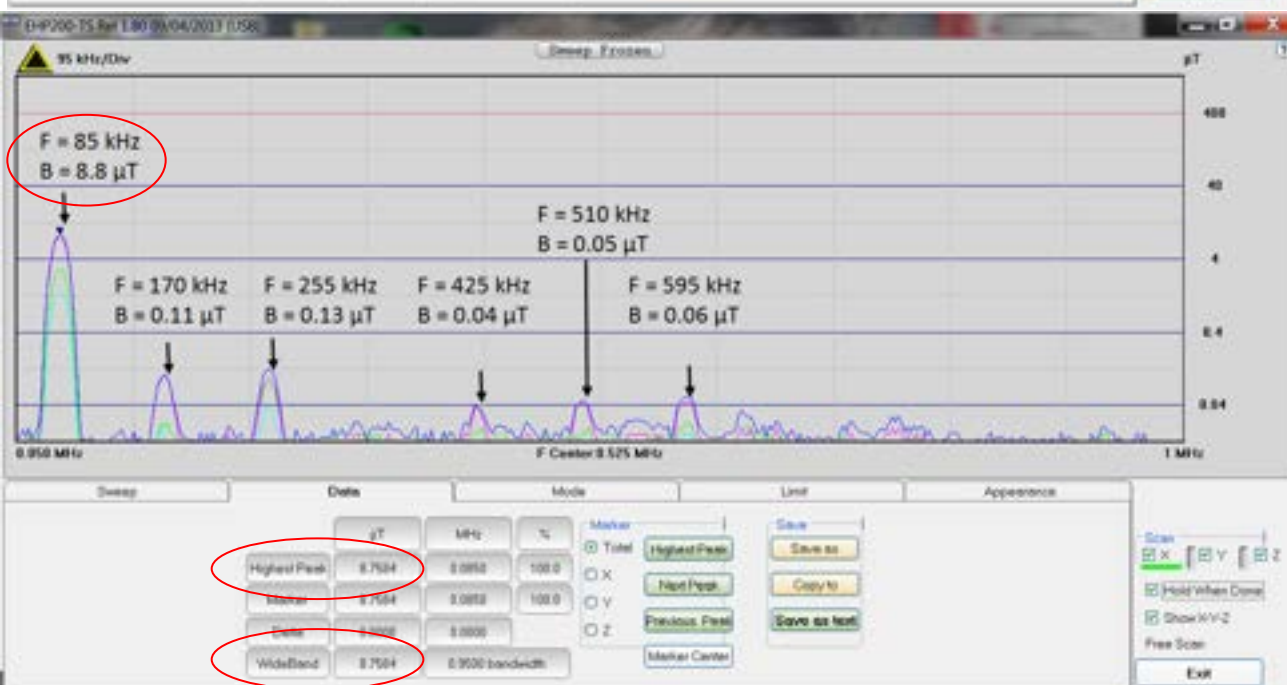 EHP200-TS Rel 1.80 09/04/2013 (USB)
95 kHz/Div
Sweep Frozen
µT
400
F = 85 kHz
B = 8.8 µT
40
F = 510 kHz
B = 0.05 µT
4
F = 170 kHz
B = 0.11 µT
F = 255 kHz
B = 0.13 µT
F = 425 kHz
B = 0.04 µT
F = 595 kHz
B = 0.06 µT
0.4
0.04
0.050 MHz
F Center 0.525 MHz
1 MHz
Sweep
Data
Mode
Limit
Appearance
µT
MHz
%
Highest Peak
8.7504
0.0850
100.0
Marker
8.7504
0.0850
100.0
Delta
0.0000
0.0000
WideBand
8.7504
0.9500 bandwidth
Marker
Total
X
Y
Z
Highest Peak
Next Peak
Previous Peak
Marker Center
Save
Save as
Copy to
Save as text
Scan
X
Y
Z
Hold When Done
Show X-Y-Z
Free Scan
Exit